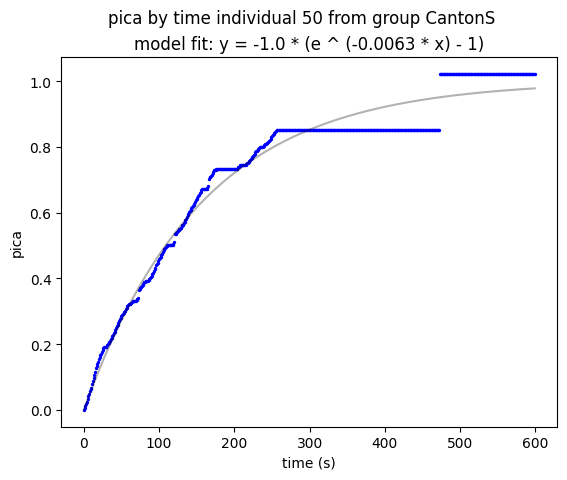 pica by time individual 50 from group CantonS
model fit: y = -1.0 * (e ^ (-0.0063 * x) - 1)
1.0
0.8
0.6
0.4
0.2
0.0
pica
0 100 200 300 400 500 600
time (s)